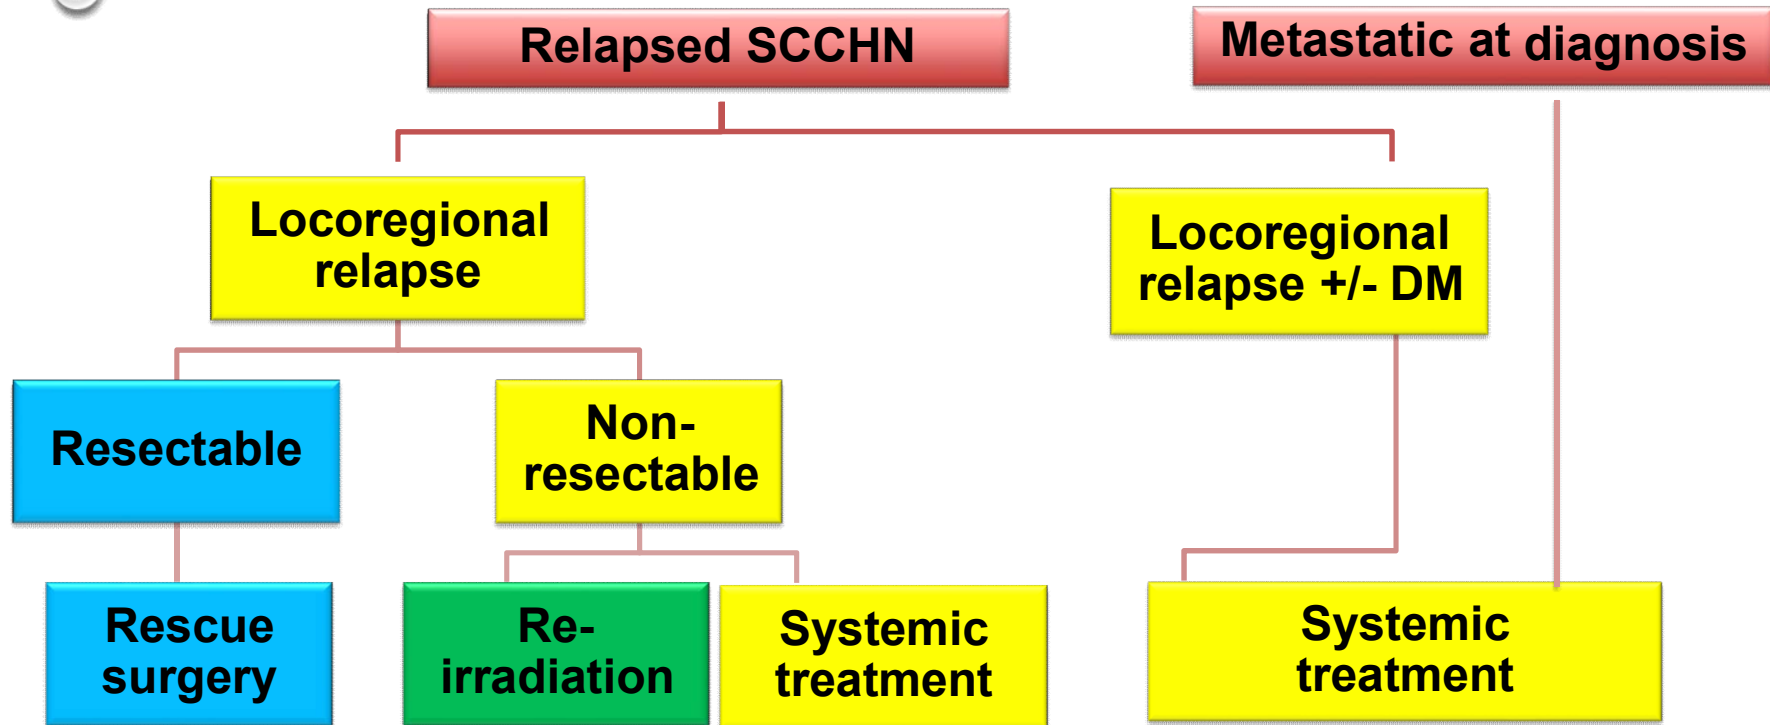 Relapsed SCCHN
Metastatic at diagnosis
Locoregional
relapse
Locoregional
relapse +/- DM
Resectable
Non-
resectable
Rescue
surgery
Re-
irradiation
Systemic
treatment
Systemic
treatment